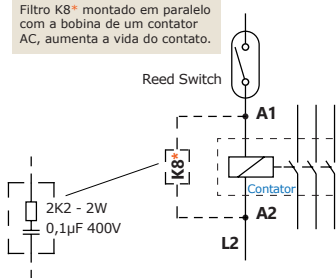 Filtro K8* montado em paralelo
com a bobina de um contator
AC, aumenta a vida do contato.
Reed Switch
A1
K8*
Contator
2K2 - 2W
0,1µF 400V
A2
L2